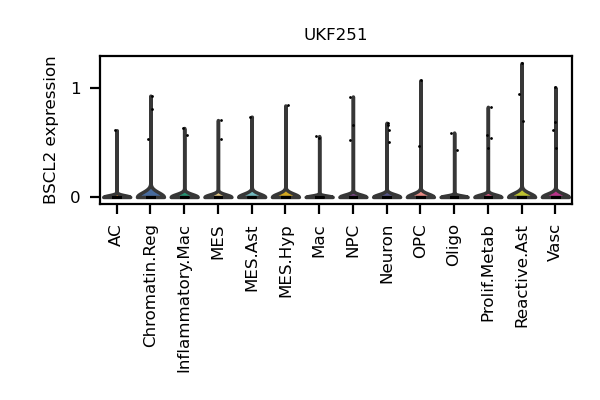 UKF251
BSCL2 expression
1
0
AC
Chromatin.Reg
Inflammatory.Mac
MES
MES.Ast
MES.Hyp
Mac
NPC
Neuron
OPC
Oligo
Prolif.Metab
Reactive.Ast
Vasc